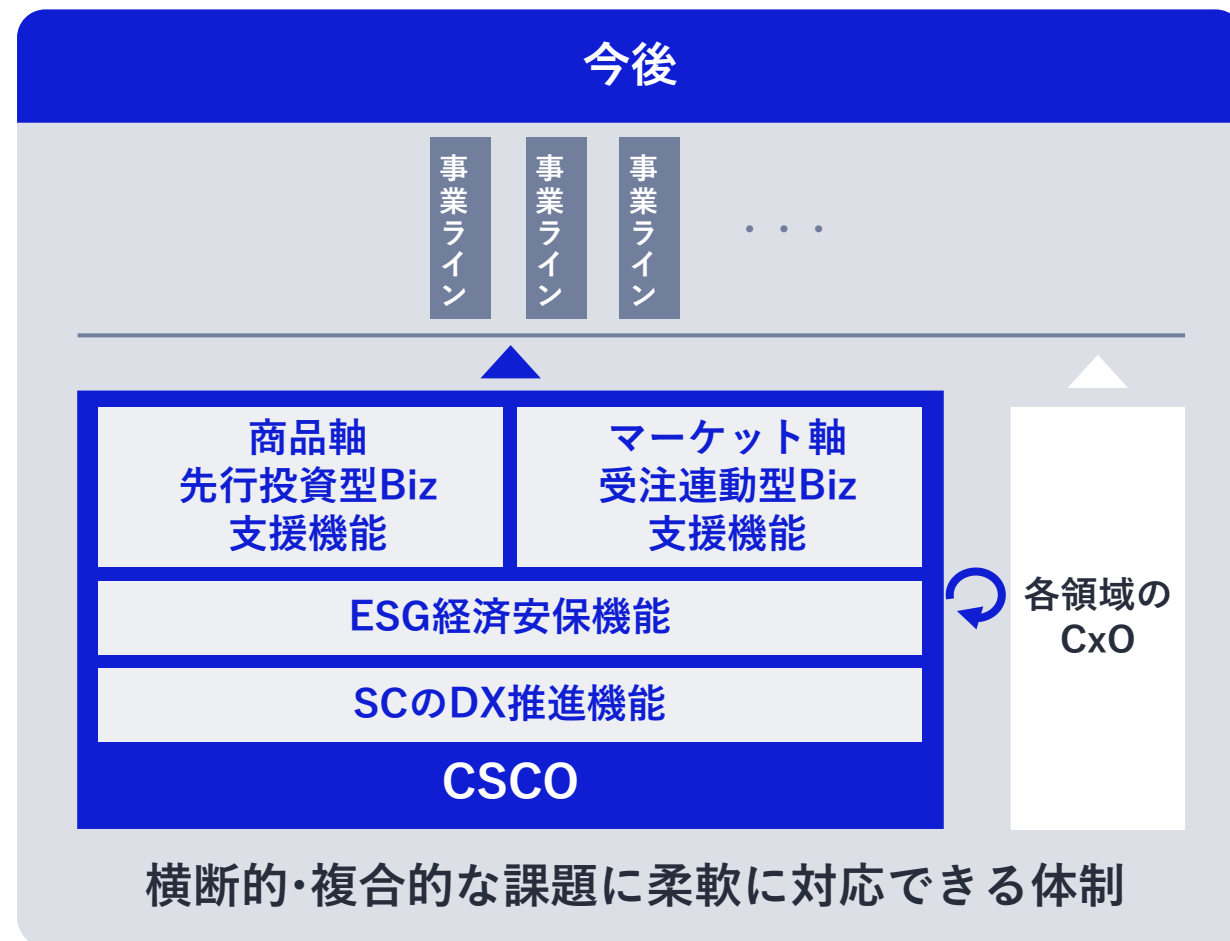 今後
事業ライン
事業ライン
事業ライン
・・・
商品軸
先行投資型Biz
支援機能
マーケット軸
受注連動型Biz
支援機能
ESG経済安保機能
SCのDX推進機能
CSCO
各領域の
CxO
横断的･複合的な課題に柔軟に対応できる体制